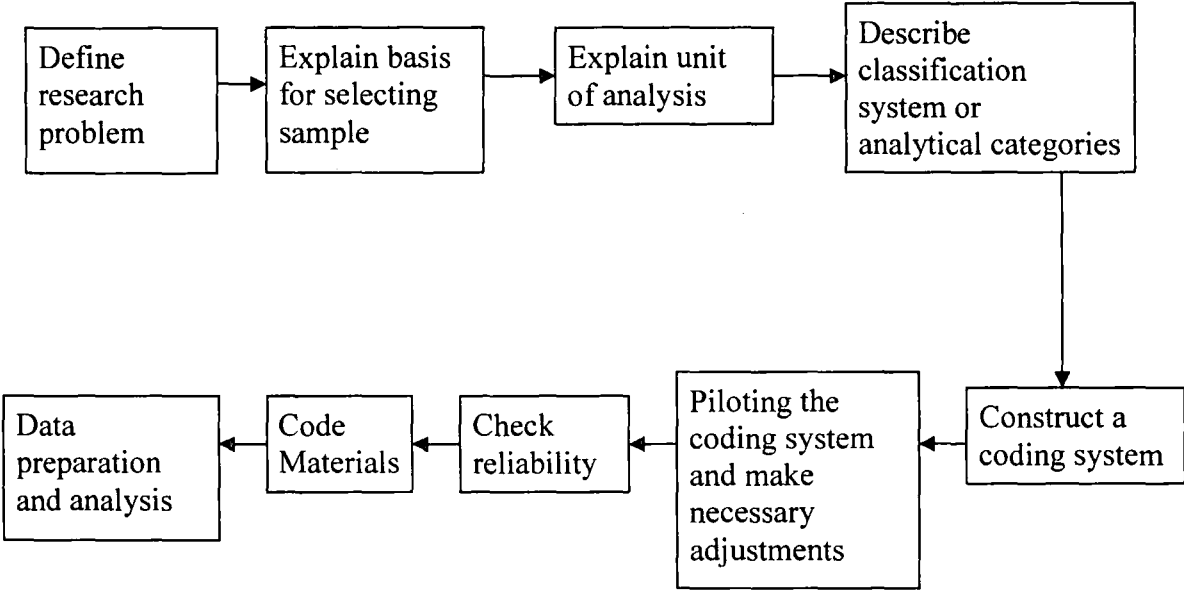 Define
research
problem
Explain basis
for selecting
sample
Explain unit
of analysis
Describe
classification
system or
analytical categories
Construct a
coding system
Piloting the
coding system
and make
necessary
adjustments
Check
reliability
Code
Materials
Data
preparation
and analysis